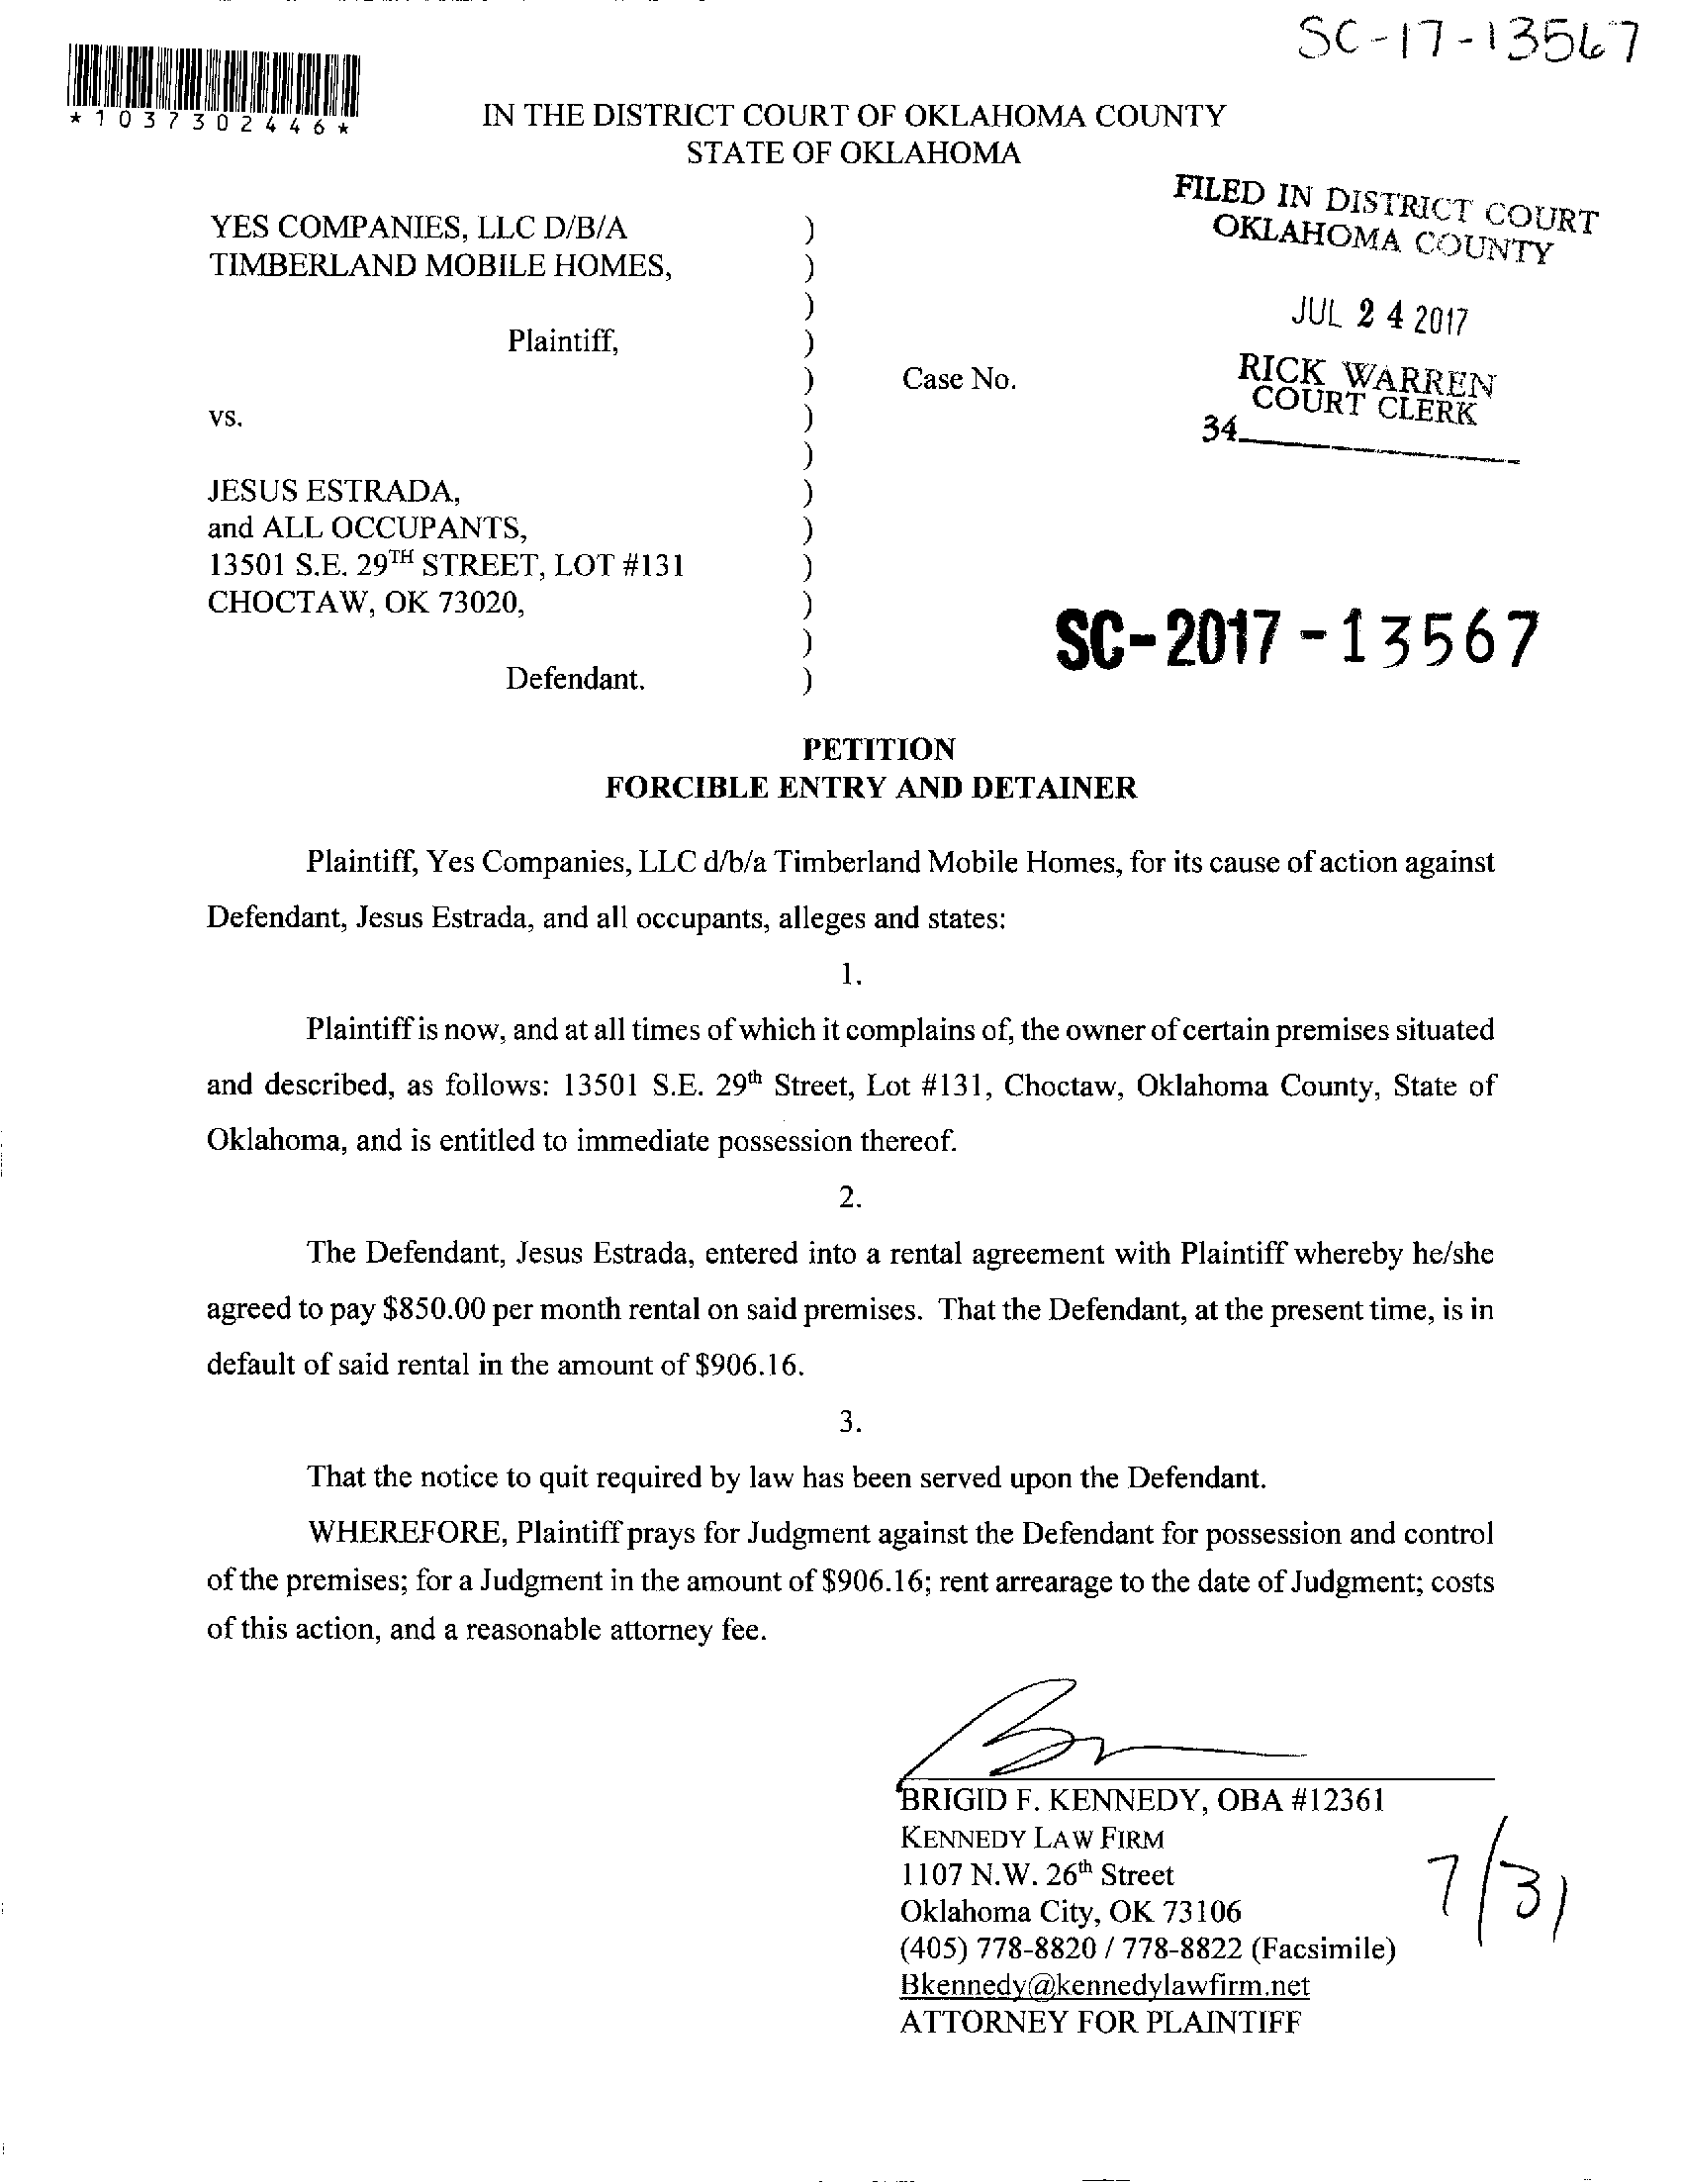 SC-17-13567
*1037302446*
IN THE DISTRICT COURT OF OKLAHOMA COUNTY
STATE OF OKLAHOMA
FILED IN DISTRICT COURT
OKLAHOMA COUNTY
JUL 24 2017
RICK WARREN
COURT CLERK
34
YES COMPANIES, LLC D/B/A )
TIMBERLAND MOBILE HOMES, )
)
Plaintiff, )
) Case No.
vs. )
)
JESUS ESTRADA, )
and ALL OCCUPANTS, )
13501 S.E. 29TH STREET, LOT #131 )
CHOCTAW, OK 73020, )
)
Defendant. )
SC-2017-13567
PETITION
FORCIBLE ENTRY AND DETAINER
Plaintiff, Yes Companies, LLC d/b/a Timberland Mobile Homes, for its cause of action against
Defendant, Jesus Estrada, and all occupants, alleges and states:
1.
Plaintiff is now, and at all times of which it complains of, the owner of certain premises situated
and described, as follows: 13501 S.E. 29th Street, Lot #131, Choctaw, Oklahoma County, State of
Oklahoma, and is entitled to immediate possession thereof.
2.
The Defendant, Jesus Estrada, entered into a rental agreement with Plaintiff whereby he/she
agreed to pay $850.00 per month rental on said premises. That the Defendant, at the present time, is in
default of said rental in the amount of $906.16.
3.
That the notice to quit required by law has been served upon the Defendant.
WHEREFORE, Plaintiff prays for Judgment against the Defendant for possession and control
of the premises; for a Judgment in the amount of $906.16; rent arrearage to the date of Judgment; costs
of this action, and a reasonable attorney fee.
BRIGID F. KENNEDY, OBA #12361
KENNEDY LAW FIRM
1107 N.W. 26th Street
Oklahoma City, OK 73106
(405) 778-8820 / 778-8822 (Facsimile)
Bkennedy@kennedylawfirm.net
ATTORNEY FOR PLAINTIFF
7/31